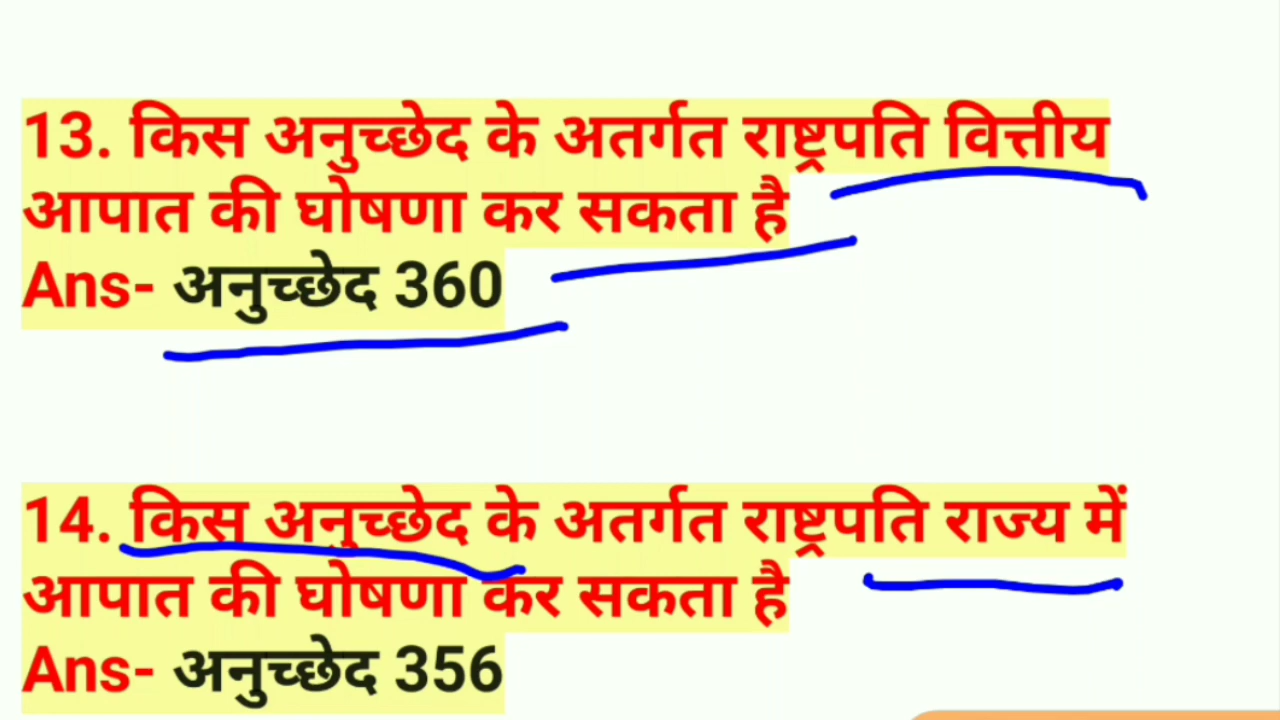 13. किस अनुच्छेद के अतर्गत राष्ट्रपति वित्तीय
आपात की घोषणा कर सकता है
Ans- अनुच्छेद 360
14. किस अनुच्छेद के अतर्गत राष्ट्रपति राज्य में
आपात की घोषणा कर सकता है
Ans- अनुच्छेद 356